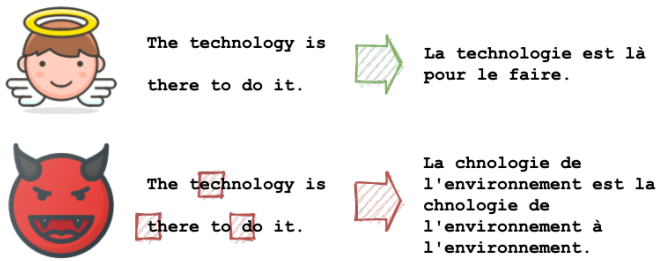 The technology is
there to do it.
La technologie est là
pour le faire.
The technology is
there to do it.
La chnologie de
l'environnement est la
chnologie de
l'environnement à
l'environnement.